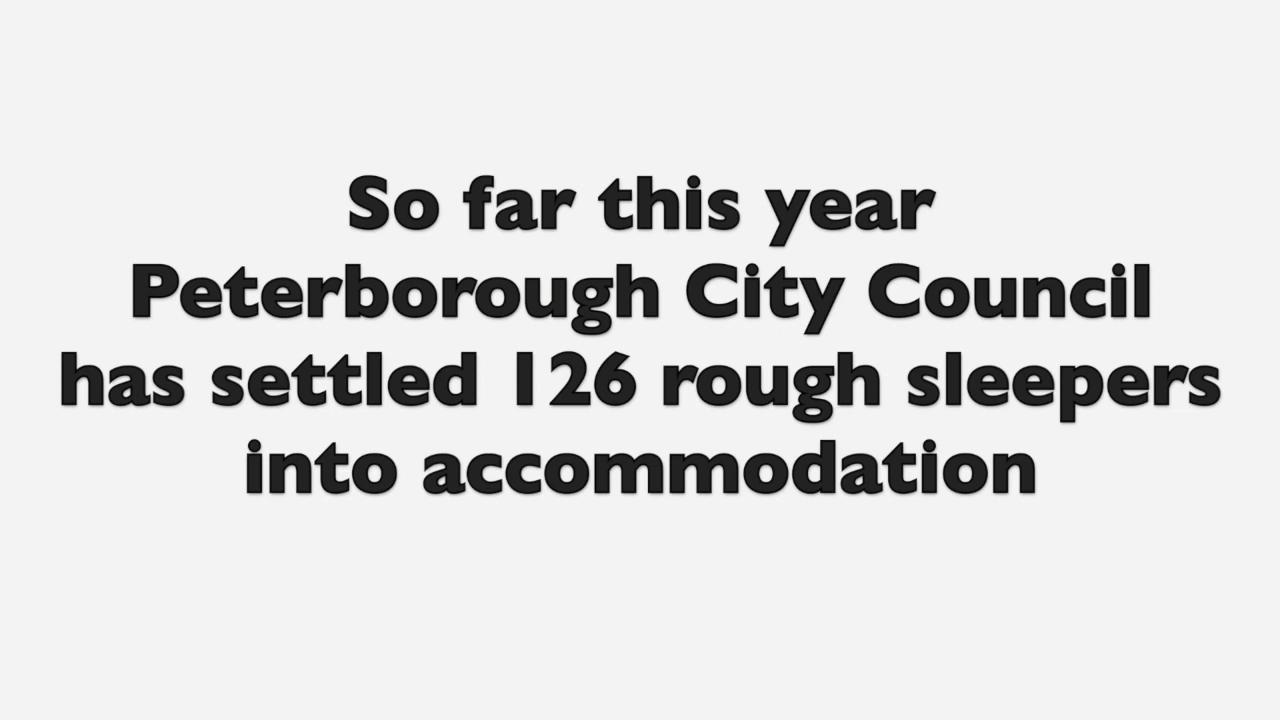 So far this year
Peterborough City Council
has settled 126 rough sleepers
into accommodation